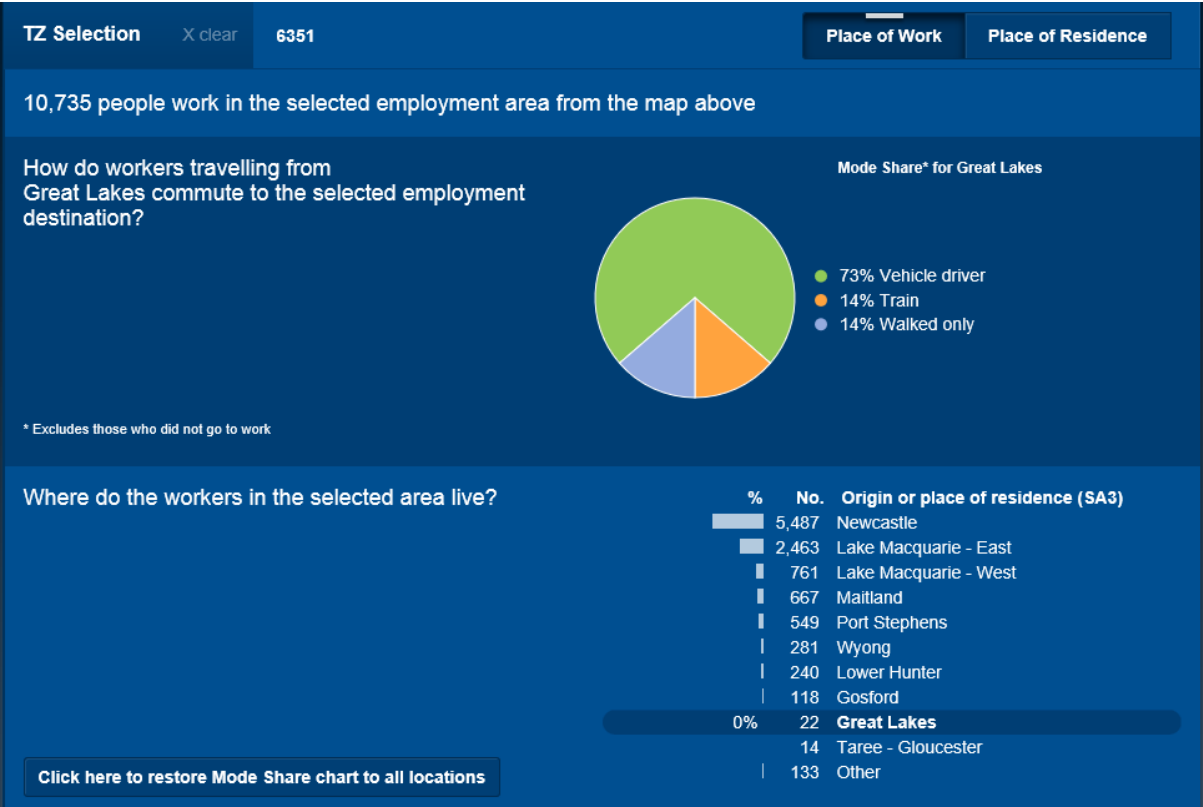 TZ Selection X clear 6351 Place of Work Place of Residence
10,735 people work in the selected employment area from the map above
How do workers travelling from
Great Lakes commute to the selected employment
destination?
Mode Share* for Great Lakes
73% Vehicle driver
14% Train
14% Walked only
* Excludes those who did not go to work
Where do the workers in the selected area live?
% No. Origin or place of residence (SA3)
5,487 Newcastle
2,463 Lake Macquarie - East
761 Lake Macquarie - West
667 Maitland
549 Port Stephens
281 Wyong
240 Lower Hunter
118 Gosford
0% 22 Great Lakes
14 Taree - Gloucester
133 Other
Click here to restore Mode Share chart to all locations